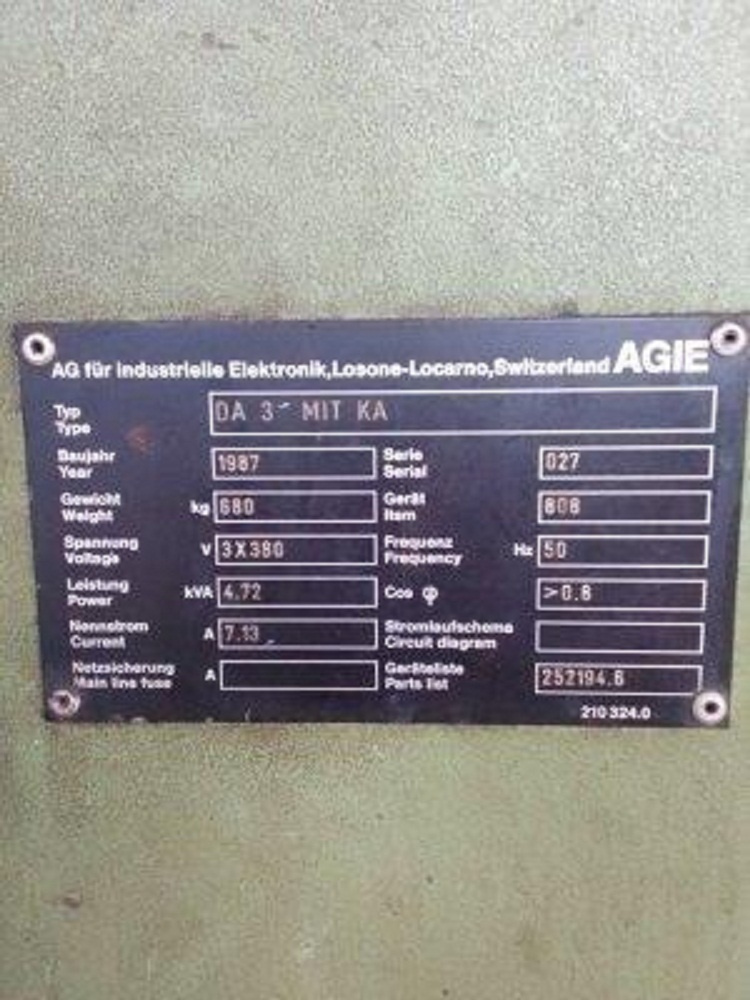 AG für industrielle Elektronik,Losone-Locarno,Switzerland AGIE
Typ
Type
DA 3 MIT KA
Baujahr
Year
1987
Serie
Serial
027
Gewicht
Weight
kg 680
Gerät
Item
808
Spannung
Voltage
V 3X380
Frequenz
Frequency
Hz 50
Leistung
Power
kVA 4.72
Cos φ
>0.8
Nennstrom
Current
A 7.13
Stromlaufschema
Circuit diagram
Netzsicherung
Main line fuse
A
Geräteliste
Parts list
252194.6
210 324.0